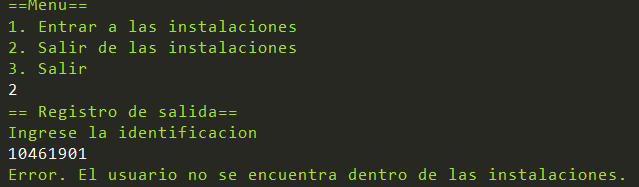 ==Menu==
1. Entrar a las instalaciones
2. Salir de las instalaciones
3. Salir
2
== Registro de salida==
Ingrese la identificacion
10461901
Error. El usuario no se encuentra dentro de las instalaciones.